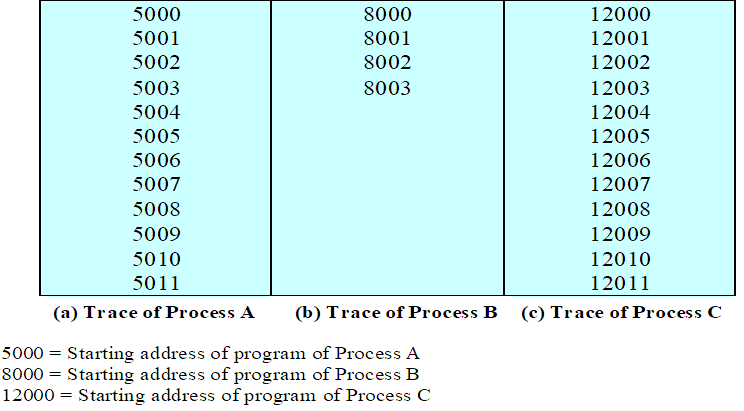 5000 8000 12000
5001 8001 12001
5002 8002 12002
5003 8003 12003
5004 12004
5005 12005
5006 12006
5007 12007
5008 12008
5009 12009
5010 12010
5011 12011
(a) Trace of Process A (b) Trace of Process B (c) Trace of Process C
5000 = Starting address of program of Process A
8000 = Starting address of program of Process B
12000 = Starting address of program of Process C